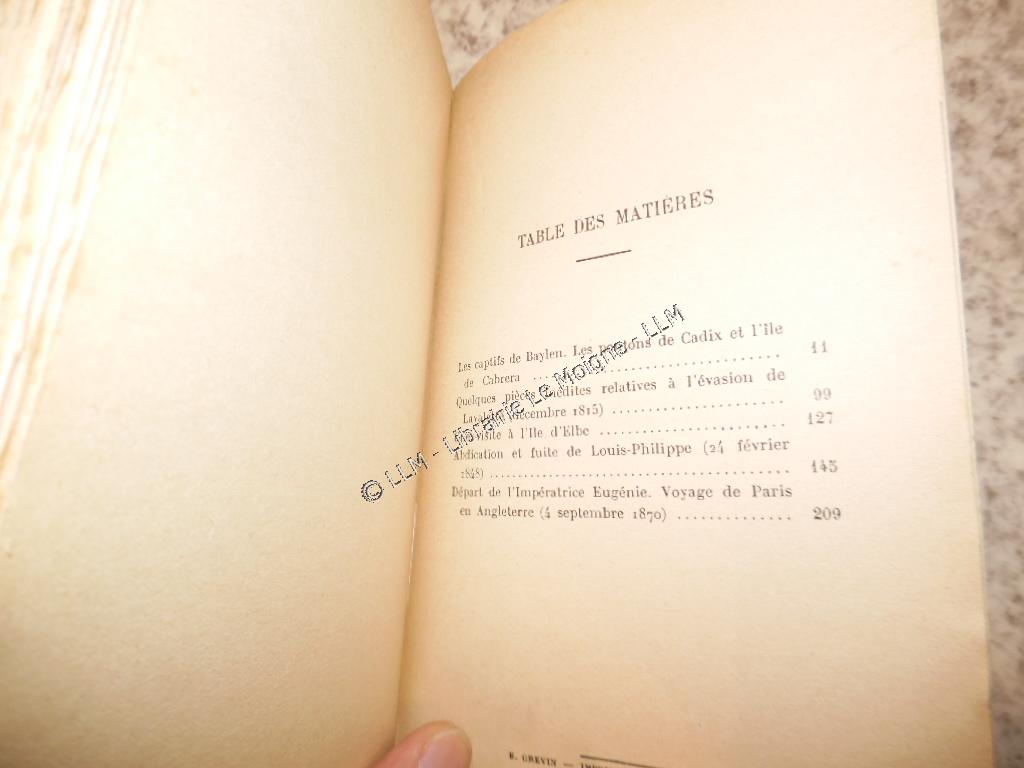 TABLE DES MATIÉRES
Les captifs de Baylen. Les pontons de Cadix et l'île
de Cabrera 11
Quelques pièces inédites relatives à l'évasion de
Lavalette (décembre 1815) 99
visite à l'Ile d'Elbe 127
Abdication et fuite de Louis-Philippe (24 février
1848) 145
Départ de l'Impératrice Eugénie. Voyage de Paris
en Angleterre (4 septembre 1870) 209
© LLM - Librairie Le Moigne - LLM
E. GREVIN —